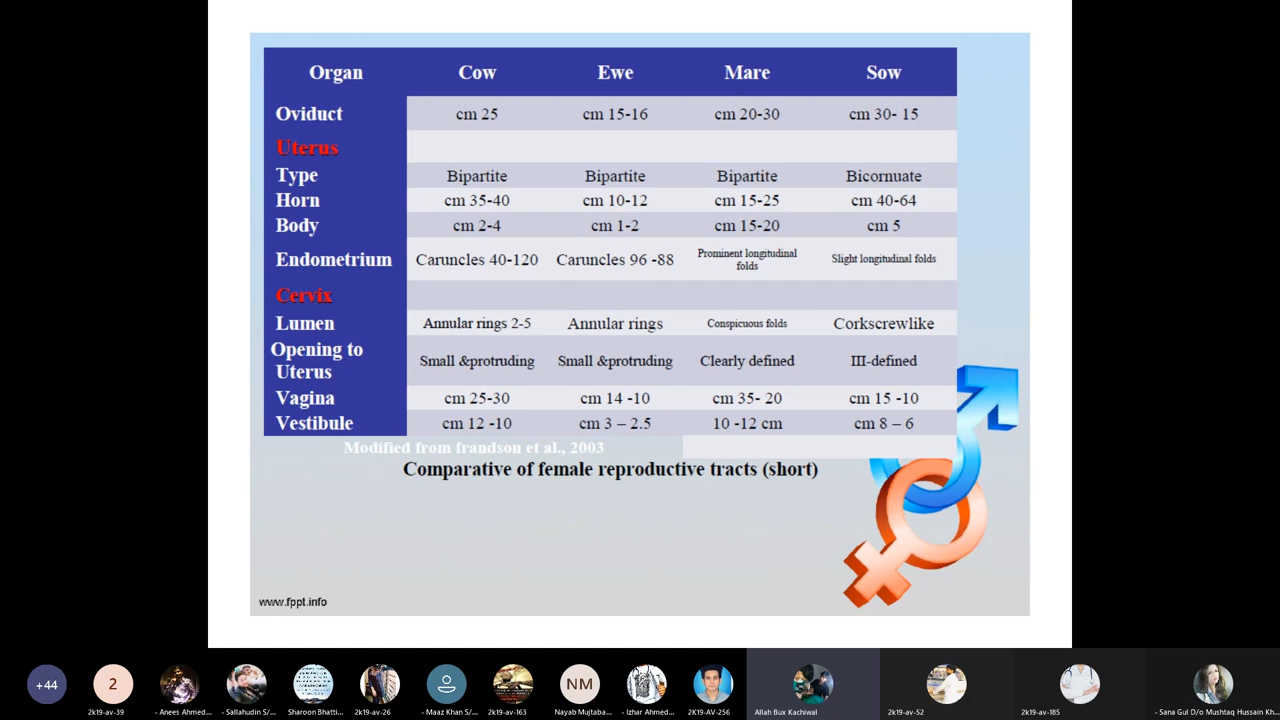 Organ Cow Ewe Mare Sow
Oviduct cm 25 cm 15-16 cm 20-30 cm 30- 15
Uterus
Type Bipartite Bipartite Bipartite Bicornuate
Horn cm 35-40 cm 10-12 cm 15-25 cm 40-64
Body cm 2-4 cm 1-2 cm 15-20 cm 5
Endometrium Caruncles 40-120 Caruncles 96 -88 Prominent longitudinal folds Slight longitudinal folds
Cervix
Lumen Annular rings 2-5 Annular rings Conspicuous folds Corkscrewlike
Opening to Uterus Small &protruding Small &protruding Clearly defined III-defined
Vagina cm 25-30 cm 14 -10 cm 35- 20 cm 15 -10
Vestibule cm 12 -10 cm 3 – 2.5 10 -12 cm cm 8 – 6
Modified from frandson et al., 2003
Comparative of female reproductive tracts (short)
www.fppt.info
+44 2 NM
2k19-av-39 - Anees Ahmed... - Sallahudin S/... Sharoon Bhatti... 2k19-av-26 - Maaz Khan S/... 2k19-av-163 Nayab Mujtaba... - Izhar Ahmed... 2K19-AV-256 Allah Bux Kachiwal 2k19-av-52 2k19-av-185 - Sana Gul D/o Mushtaq Hussain Kh...